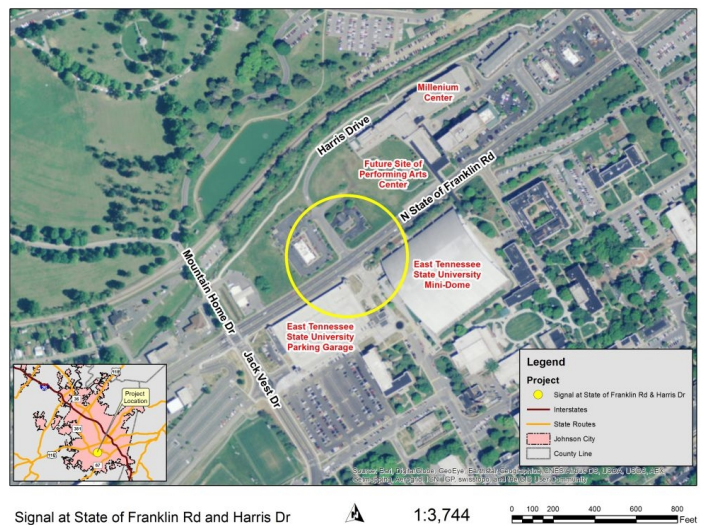 Millenium
Center
Harris Drive
Future Site of
Performing Arts
Center
N State of Franklin Rd
East Tennessee
State University
Mini-Dome
Mountain Home Dr
East Tennessee
State University
Parking Garage
Jack Vest Dr
Project
Location
Legend
Project
Signal at State of Franklin Rd & Harris Dr
Interstates
State Routes
Johnson City
County Line
Signal at State of Franklin Rd and Harris Dr
1:3,744
0 100 200 400 600 800
Feet